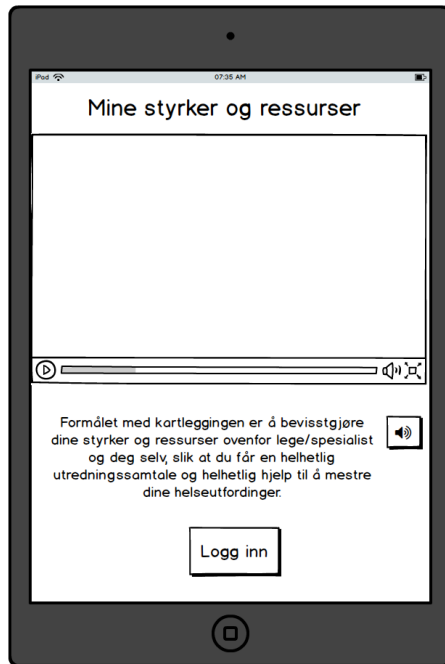 iPad
07:35 AM
Mine styrker og ressurser
Formålet med kartleggingen er å bevisstgjøre
dine styrker og ressurser ovenfor lege/spesialist
og deg selv, slik at du får en helhetlig
utredningssamtale og helhetlig hjelp til å mestre
dine helseutfordinger.
Logg inn